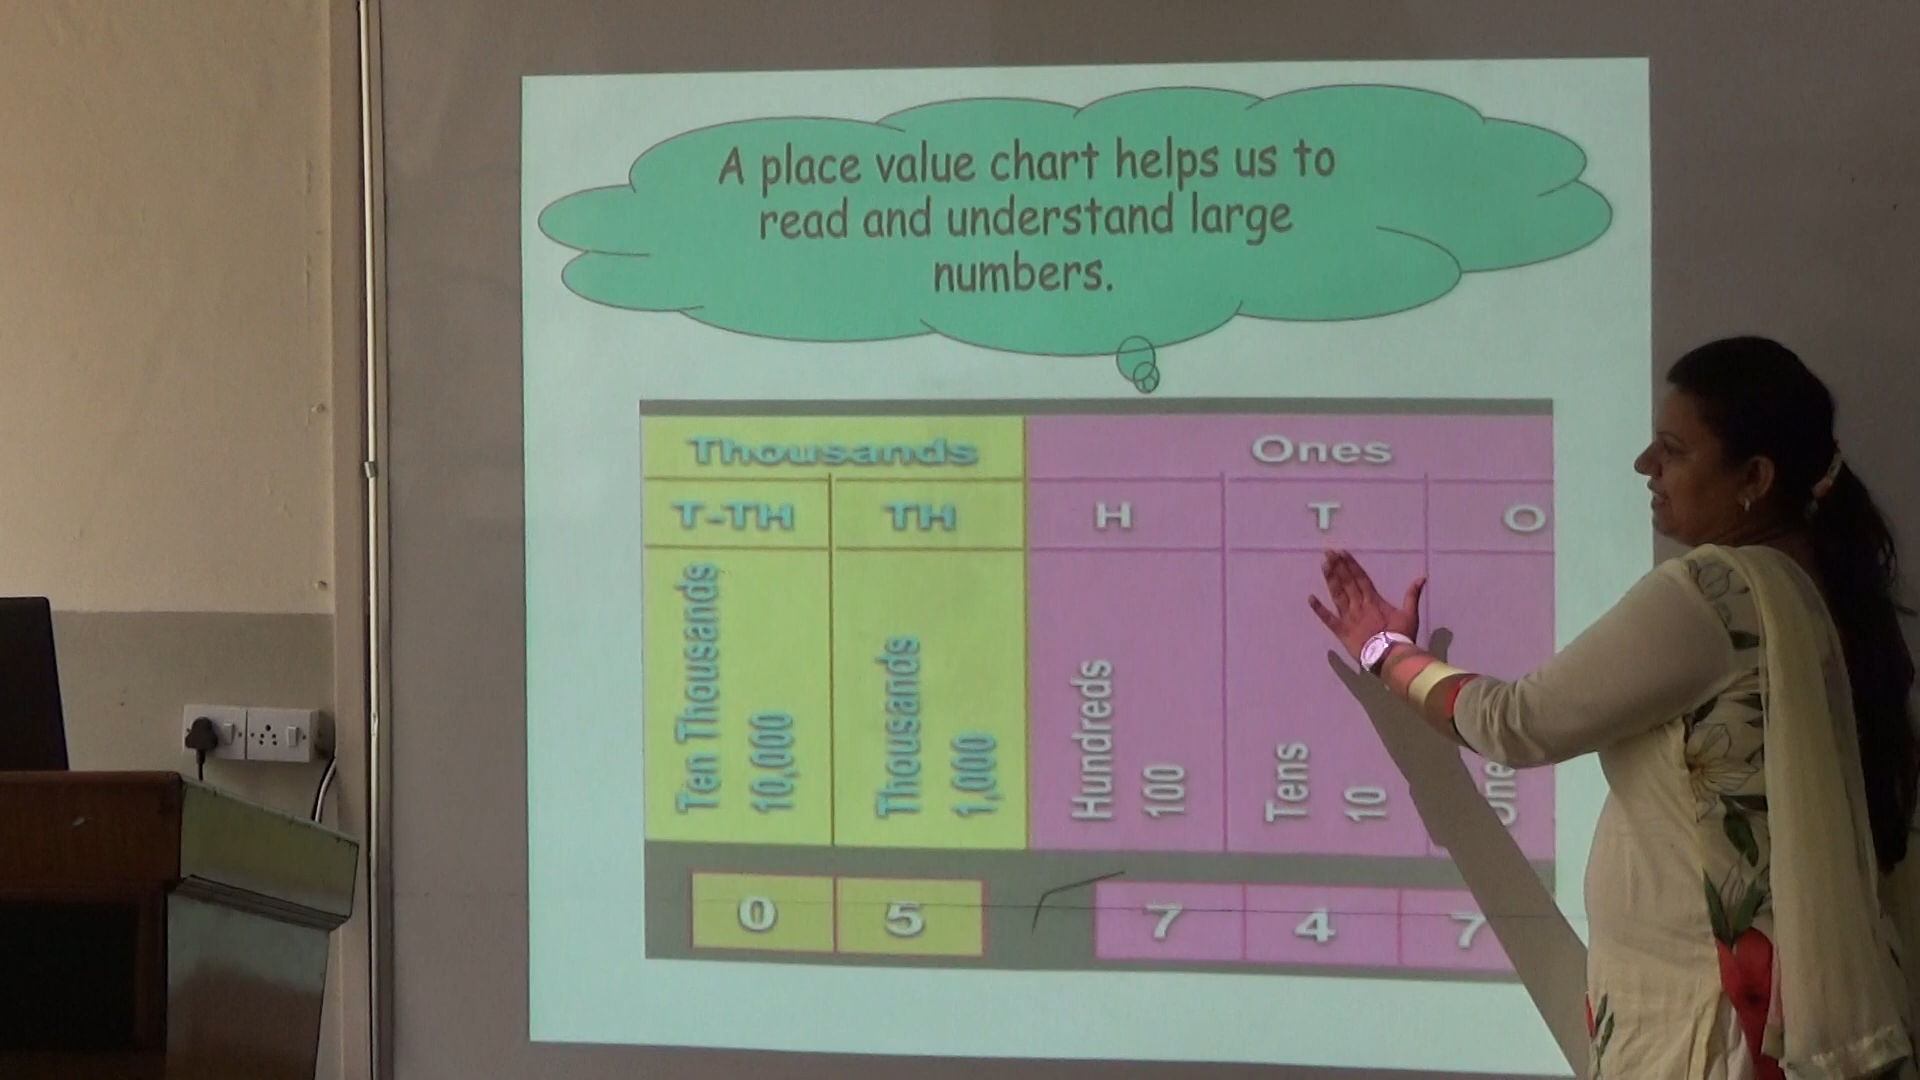 A place value chart helps us to
read and understand large
numbers.
Thousands Ones
T-TH TH H T O
Ten Thousands
10,000
Thousands
1,000
Hundreds
100
Tens
10
0 5 7 4 7